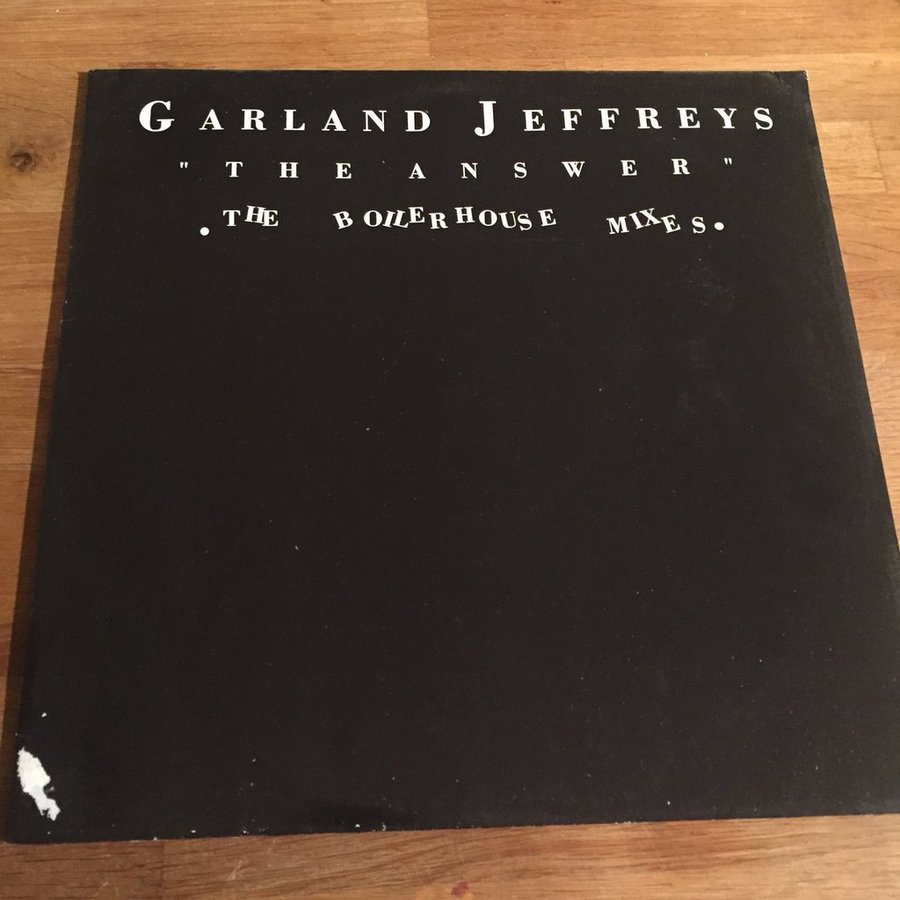 GARLAND JEFFREYS
"THE ANSWER"
.THE BOILERHOUSE MIXES.